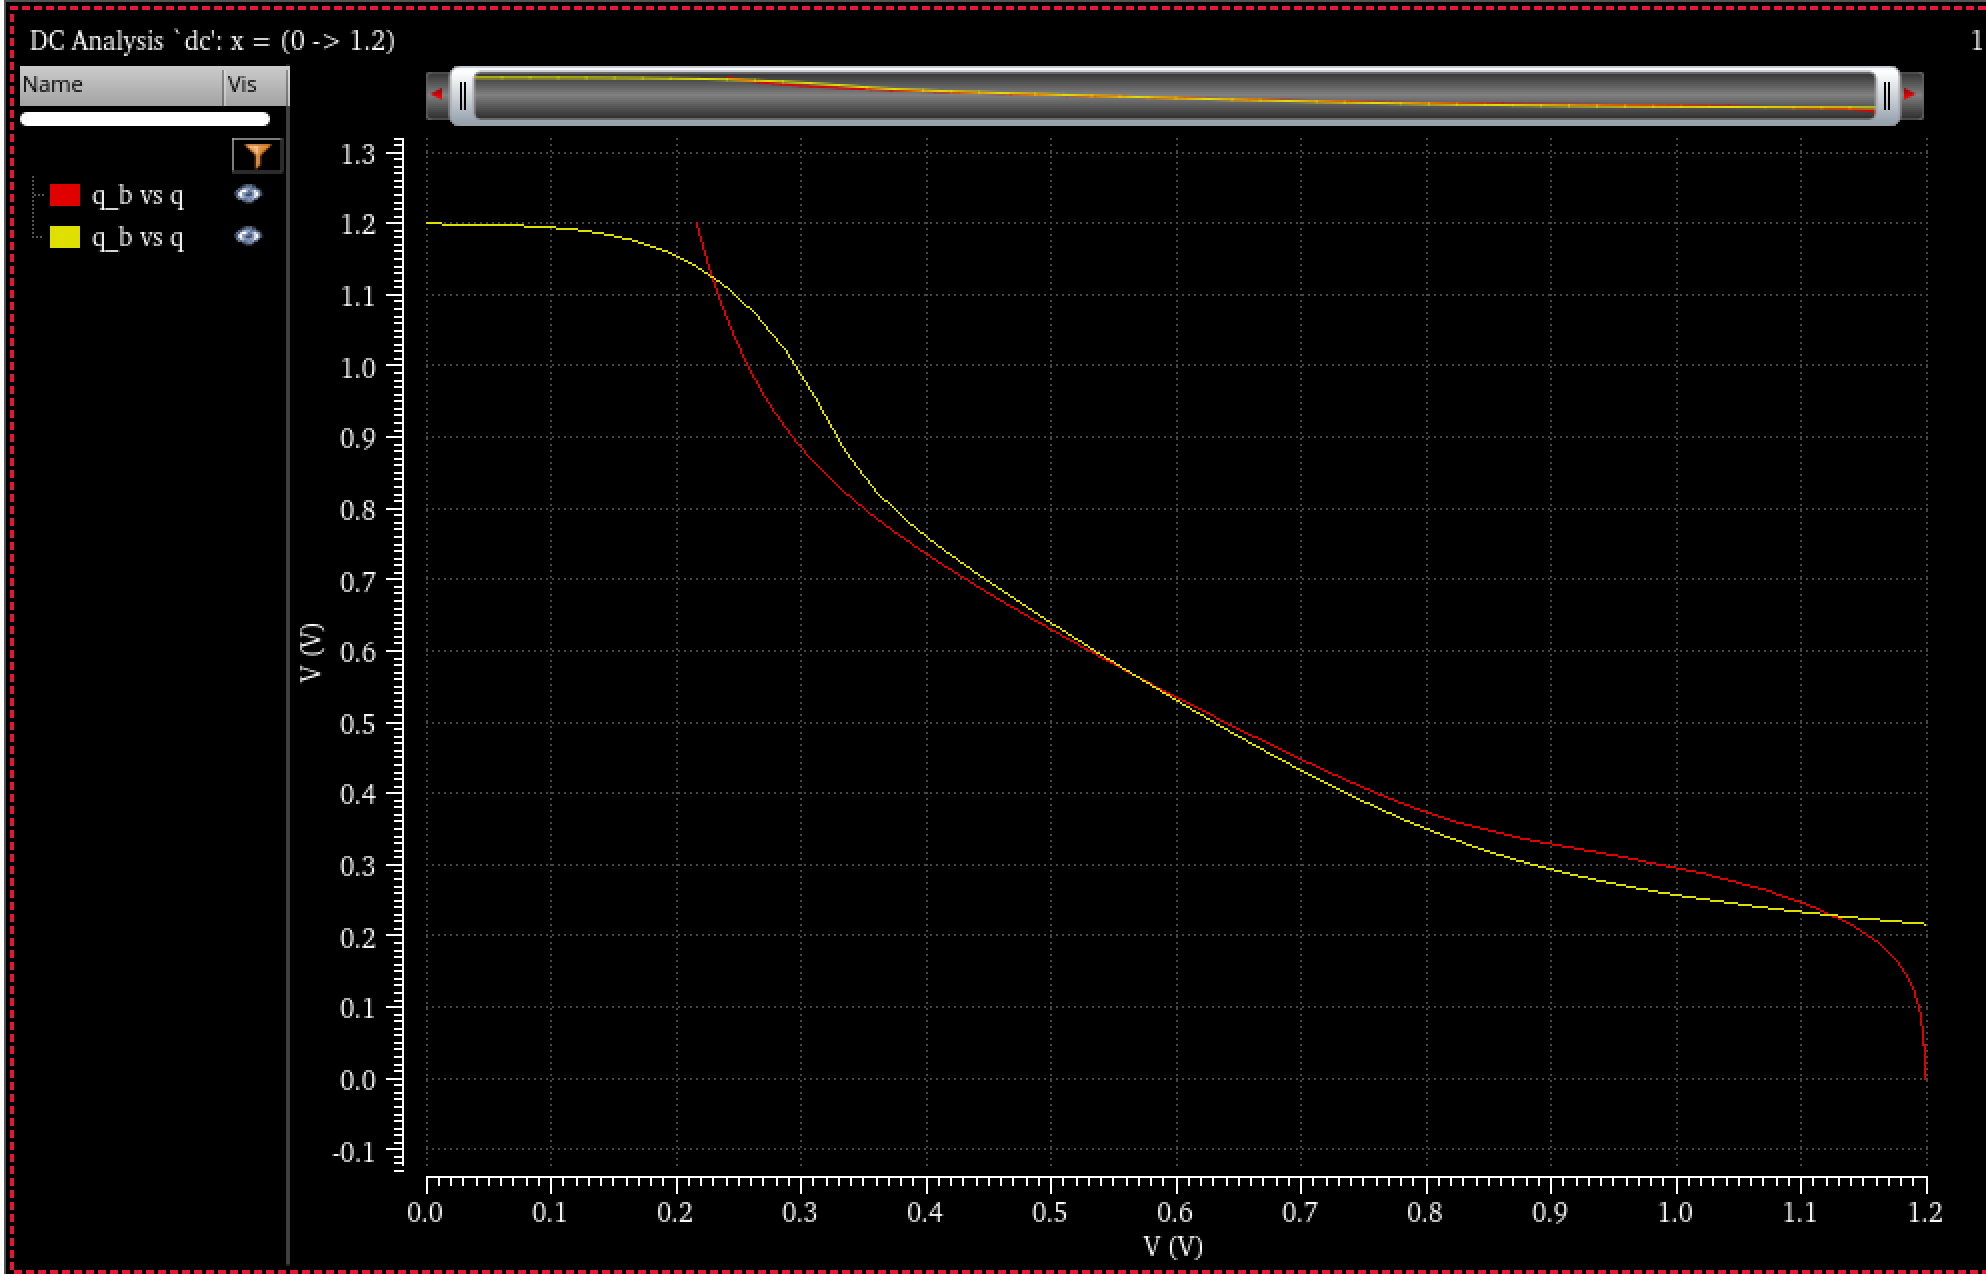 DC Analysis `dc': x = (0 -> 1.2)
1
Name Vis
q_b vs q
q_b vs q
1.3
1.2
1.1
1.0
0.9
0.8
0.7
0.6
0.5
0.4
0.3
0.2
0.1
0.0
-0.1
V (V)
0.0 0.1 0.2 0.3 0.4 0.5 0.6 0.7 0.8 0.9 1.0 1.1 1.2
V (V)